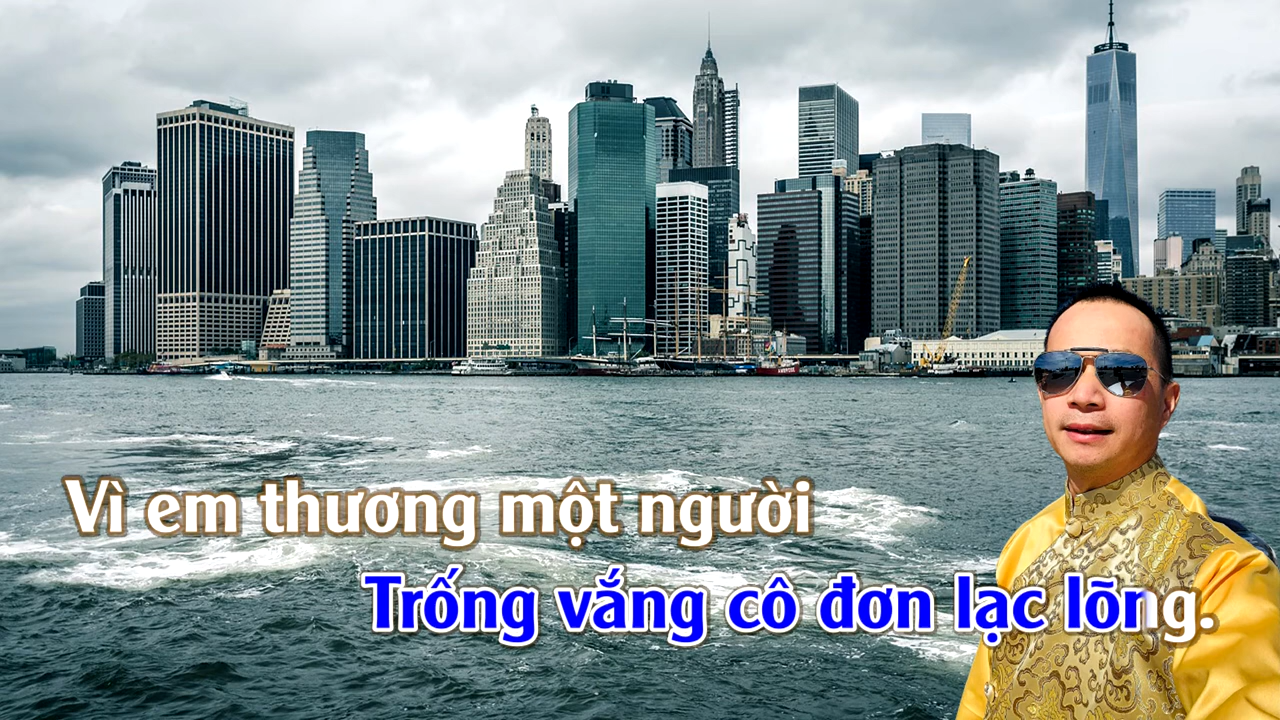 Vì em thương một người
Trống vắng cô đơn lạc lõng.